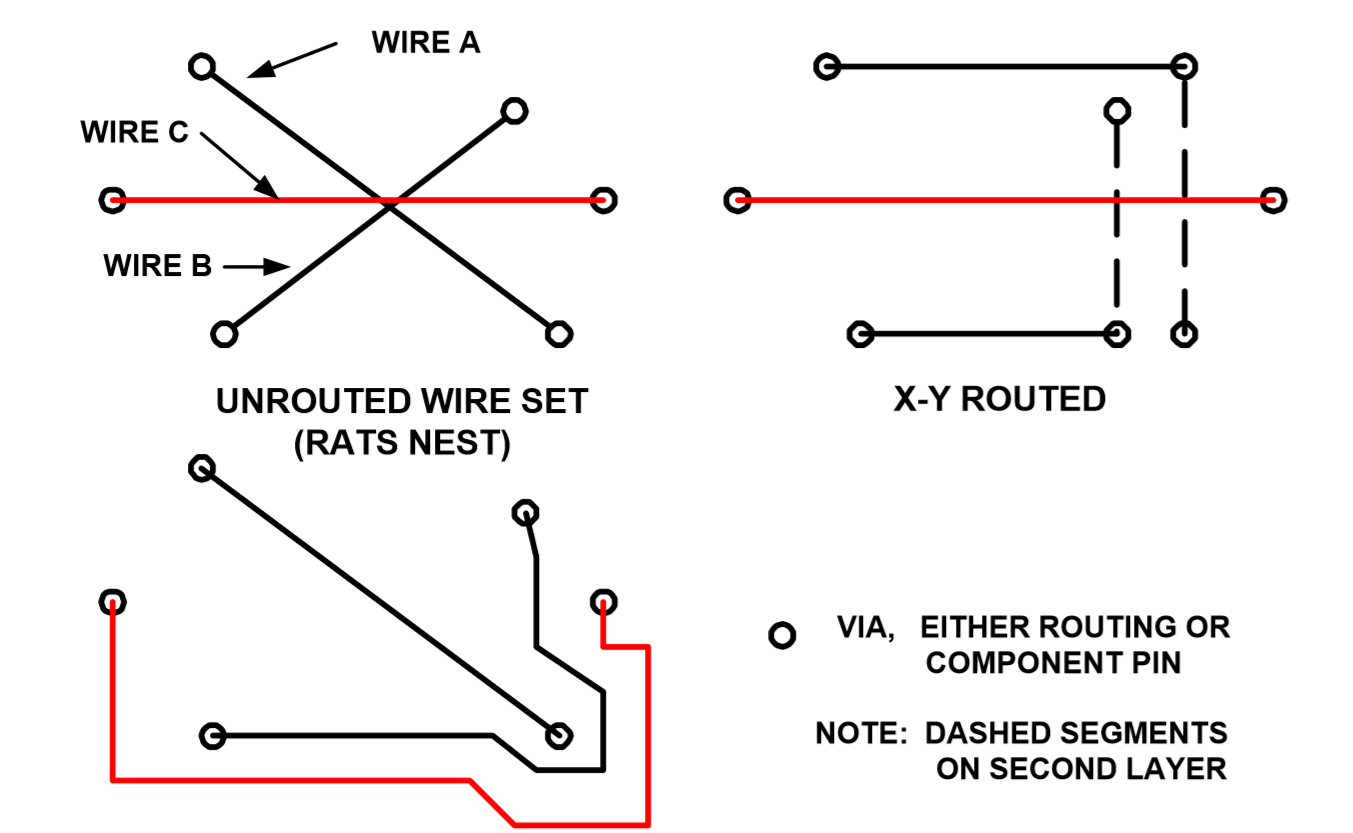 WIRE A
WIRE C
WIRE B
UNROUTED WIRE SET
(RATS NEST)
X-Y ROUTED
VIA, EITHER ROUTING OR
COMPONENT PIN
NOTE: DASHED SEGMENTS
ON SECOND LAYER